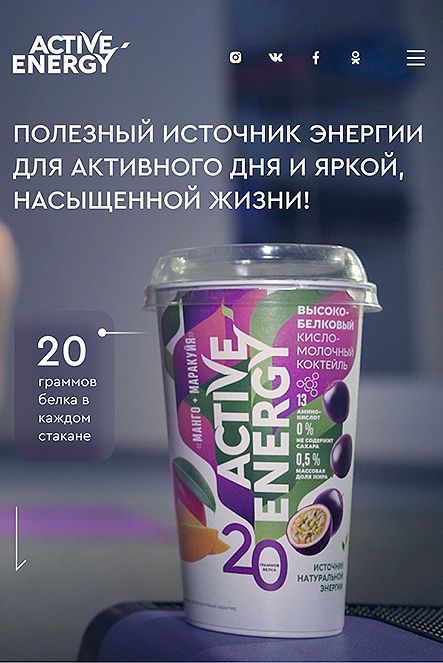 ACTIVE
ENERGY
ПОЛЕЗНЫЙ ИСТОЧНИК ЭНЕРГИИ
ДЛЯ АКТИВНОГО ДНЯ И ЯРКОЙ,
НАСЫЩЕННОЙ ЖИЗНИ!
20
граммов
белка в
каждом
стакане
«МАНГО + МАРАКУЙЯ»
ACTIVE
ENERGY
ВЫСОКО-
БЕЛКОВЫЙ
КИСЛО-
МОЛОЧНЫЙ
КОКТЕЙЛЬ
13
АМИНО-
КИСЛОТ
0 %
НЕ СОДЕРЖИТ
САХАРА
0,5 %
МАССОВАЯ
ДОЛЯ ЖИРА
20
ГРАММОВ
БЕЛКА
ИСТОЧНИК
НАТУРАЛЬНОЙ
ЭНЕРГИИ